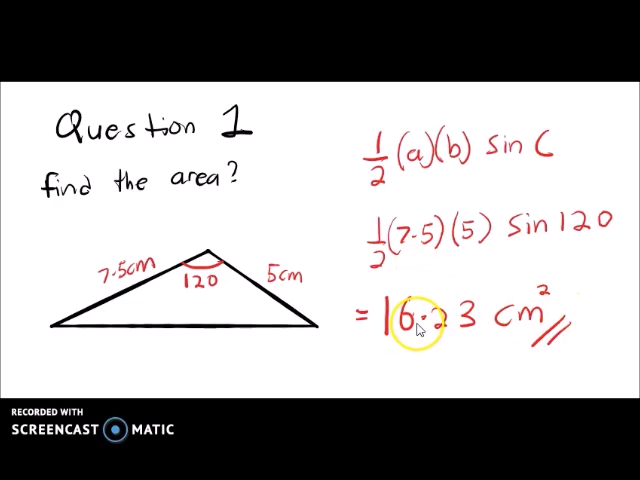 Question 1
find the area?
7.5cm
120
5cm
1/2 (a)(b) sin C
1/2 (7.5)(5) sin 120
= 16.23 cm²
RECORDED WITH
SCREENCAST MATIC